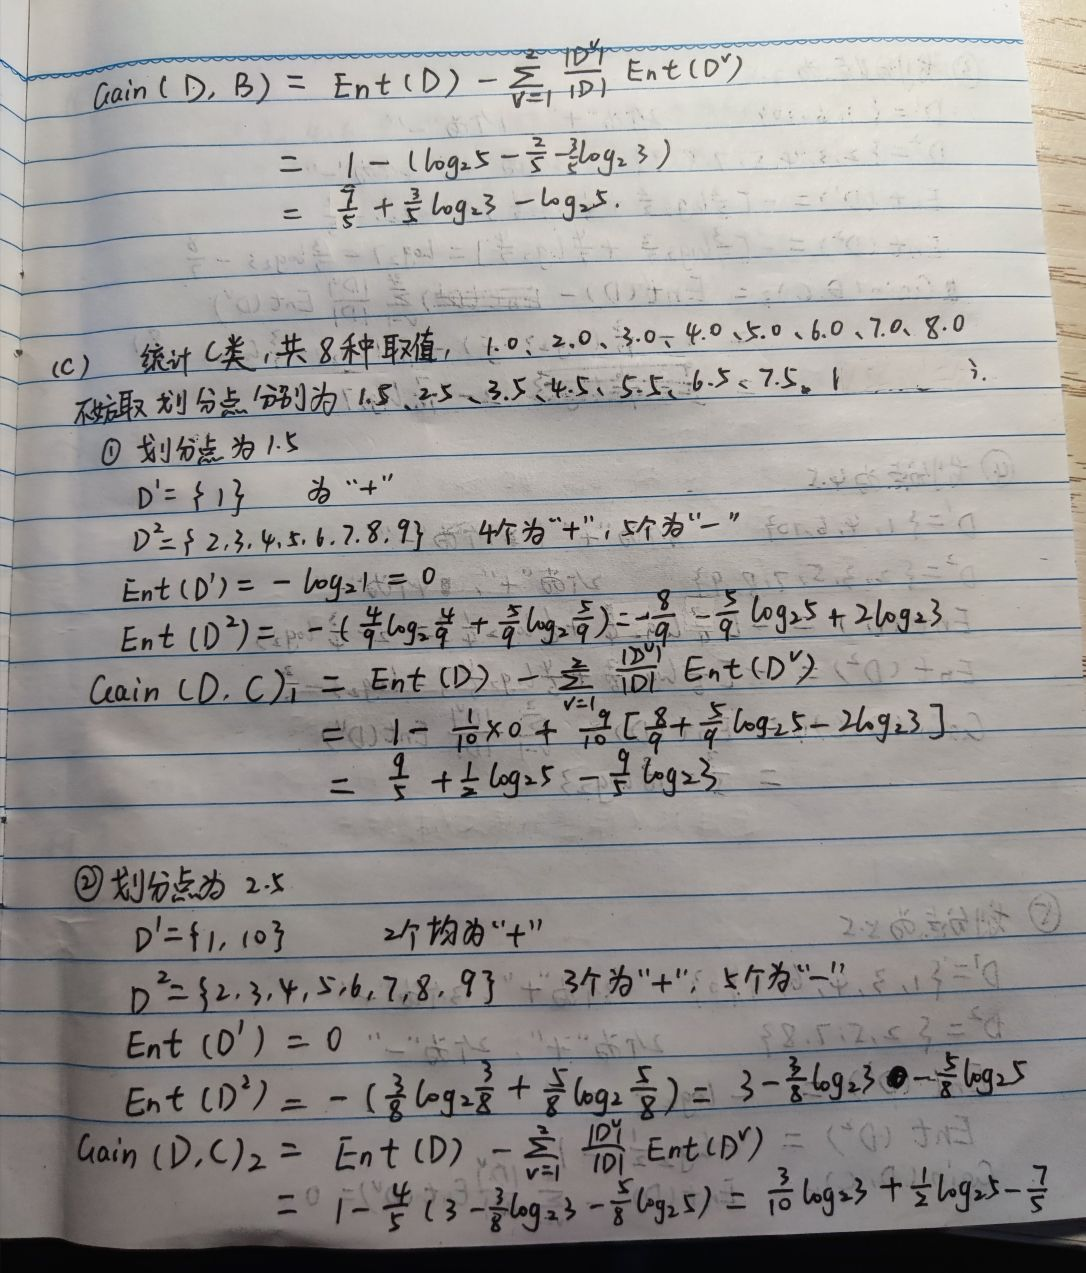 Gain(D, B) = Ent(D) - ∑_{v=1}^{2} |D^v|/|D| Ent(D^v)
= 1 - (log₂5 - 2/5 - 3/5 log₂3)
= 9/5 + 3/5 log₂3 - log₂5.
(C) 统计C类,共8种取值, 1.0、2.0、3.0、4.0、5.0、6.0、7.0、8.0
不妨取划分点分别为 1.5、2.5、3.5、4.5、5.5、6.5、7.5。
① 划分点为1.5
D¹={1} 为“+”
D²={2,3,4,5,6,7,8,9} 4个为“+”, 5个为“-”
Ent(D¹) = -log₂1 = 0
Ent(D²) = -(4/9 log₂ 4/9 + 5/9 log₂ 5/9) = -8/9 - 5/9 log₂5 + 2log₂3
Gain(D,C)₁ = Ent(D) - ∑_{v=1}^{2} |D^v|/|D| Ent(D^v)
= 1 - 1/10×0 + 9/10 [8/9 + 5/9 log₂5 - 2log₂3]
= 9/5 + 1/2 log₂5 - 9/5 log₂3
② 划分点为 2.5
D¹={1, 10} 2个均为“+”
D²={2,3,4,5,6,7,8,9} 3个为“+”, 5个为“-”
Ent(D¹) = 0
Ent(D²) = -(3/8 log₂ 3/8 + 5/8 log₂ 5/8) = 3 - 3/8 log₂3 - 5/8 log₂5
Gain(D,C)₂ = Ent(D) - ∑_{v=1}^{2} |D^v|/|D| Ent(D^v)
= 1 - 4/5 (3 - 3/8 log₂3 - 5/8 log₂5) = 3/10 log₂3 + 1/2 log₂5 - 7/5